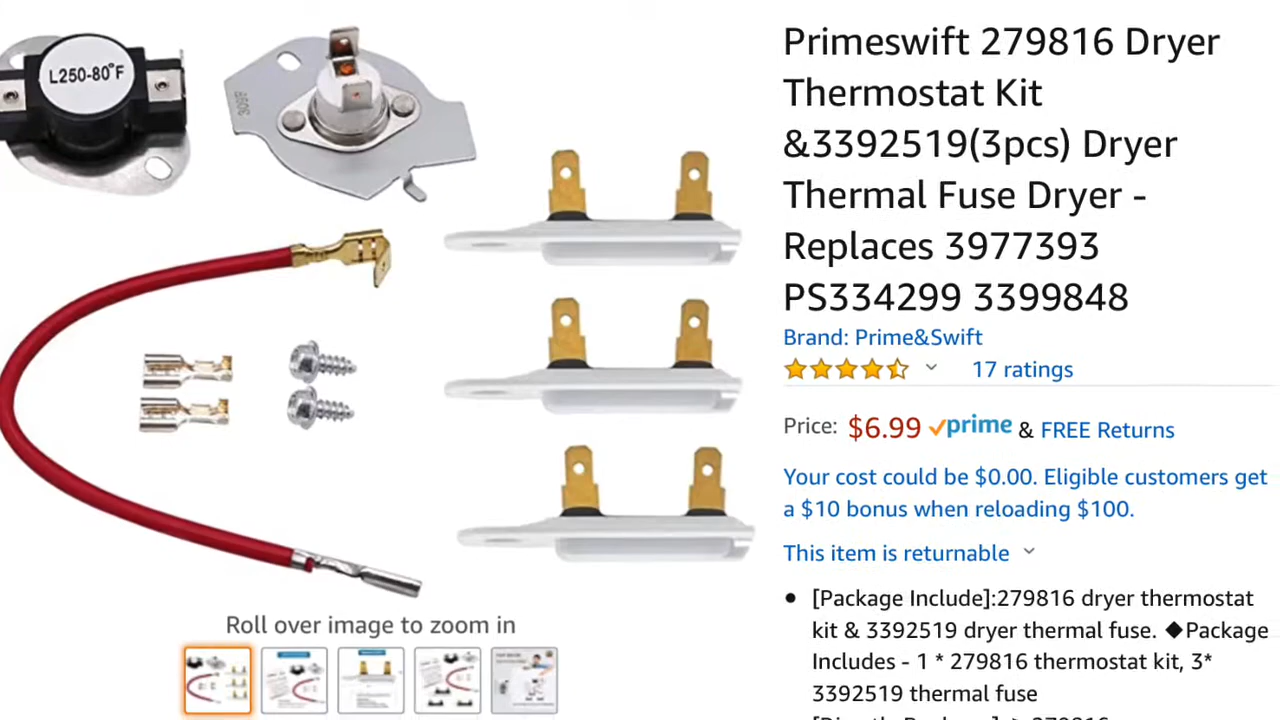 L250-80°F
3098
Primeswift 279816 Dryer
Thermostat Kit
&3392519(3pcs) Dryer
Thermal Fuse Dryer -
Replaces 3977393
PS334299 3399848
Brand: Prime&Swift
17 ratings
Price: $6.99 prime & FREE Returns
Your cost could be $0.00. Eligible customers get
a $10 bonus when reloading $100.
This item is returnable
• [Package Include]:279816 dryer thermostat
kit & 3392519 dryer thermal fuse. ◆Package
Includes - 1 * 279816 thermostat kit, 3*
3392519 thermal fuse
Roll over image to zoom in